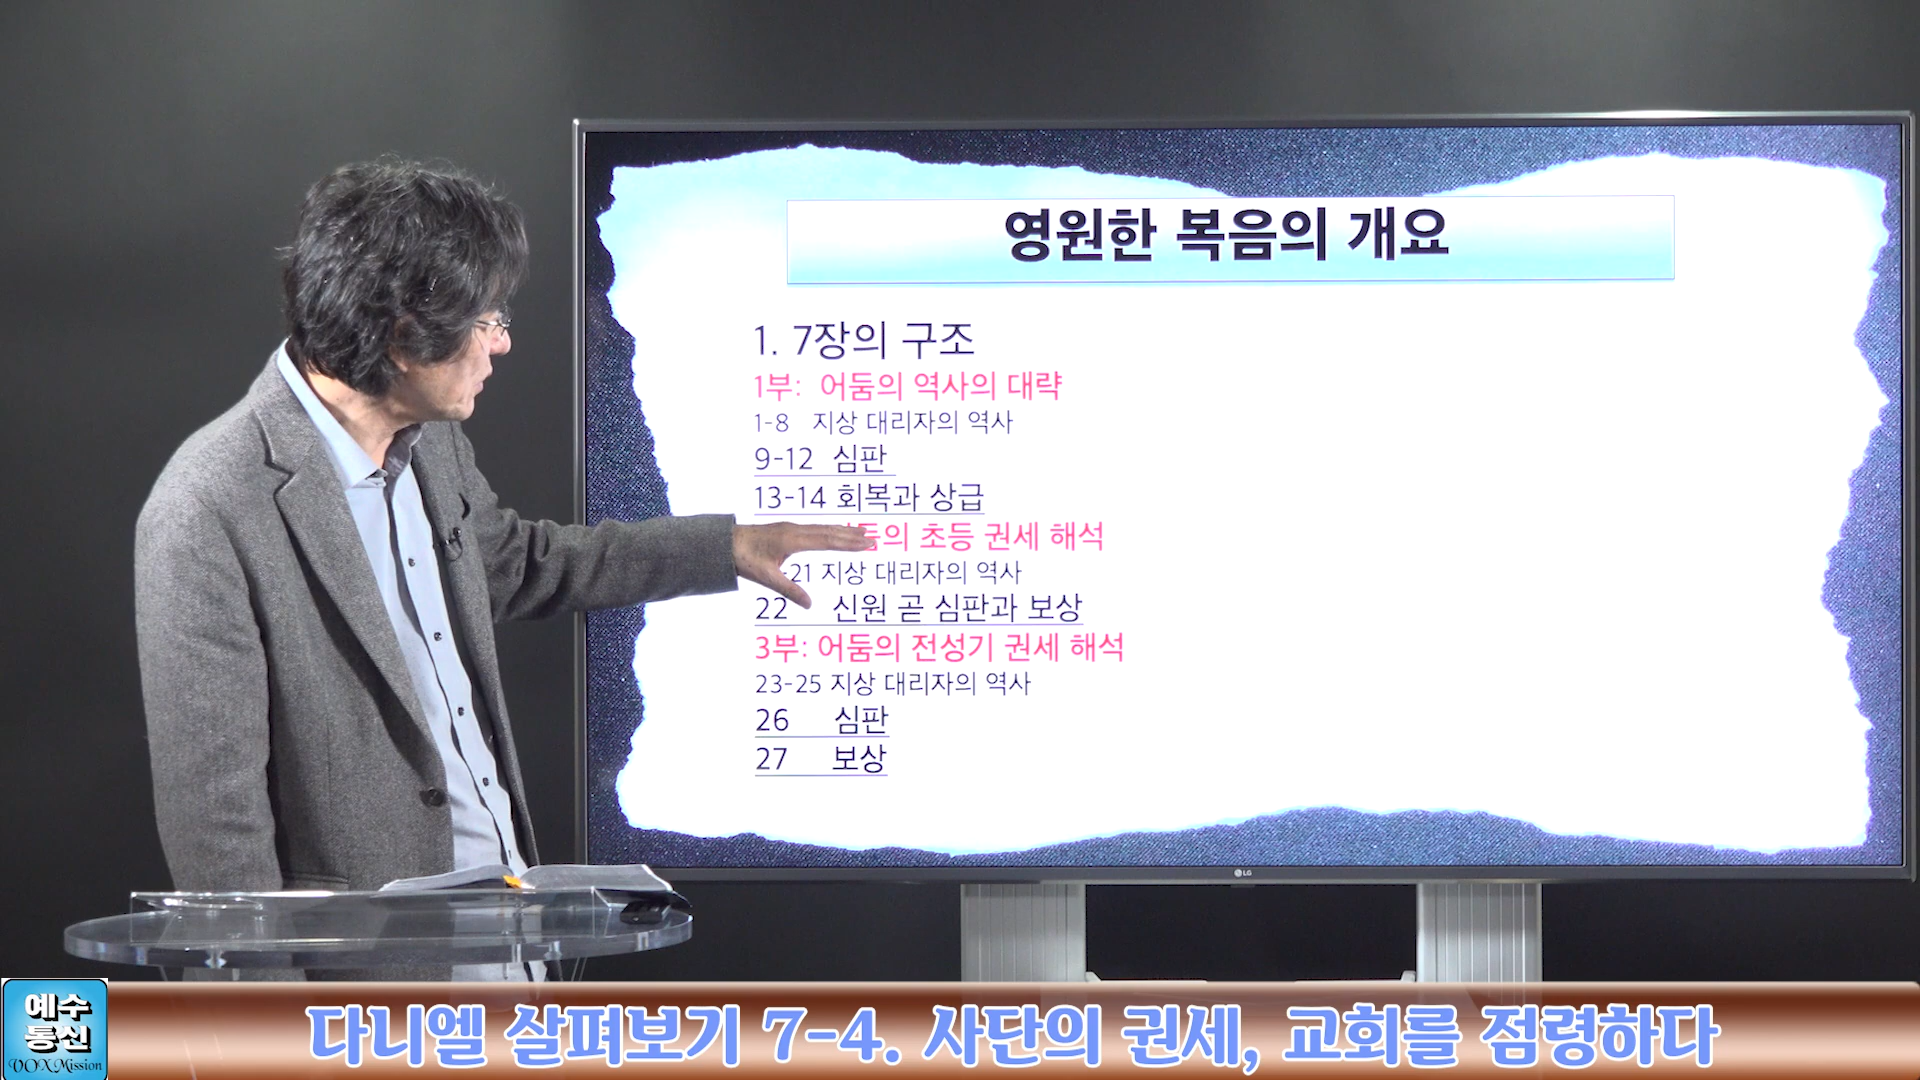 영원한 복음의 개요
1. 7장의 구조
1부: 어둠의 역사의 대략
1-8 지상 대리자의 역사
9-12 심판
13-14 회복과 상급
초등 권세 해석
-21 지상 대리자의 역사
22 신원 곧 심판과 보상
3부: 어둠의 전성기 권세 해석
23-25 지상 대리자의 역사
26 심판
27 보상
LG
예수
통신
VOXMission
다니엘 살펴보기 7-4. 사단의 권세, 교회를 점령하다